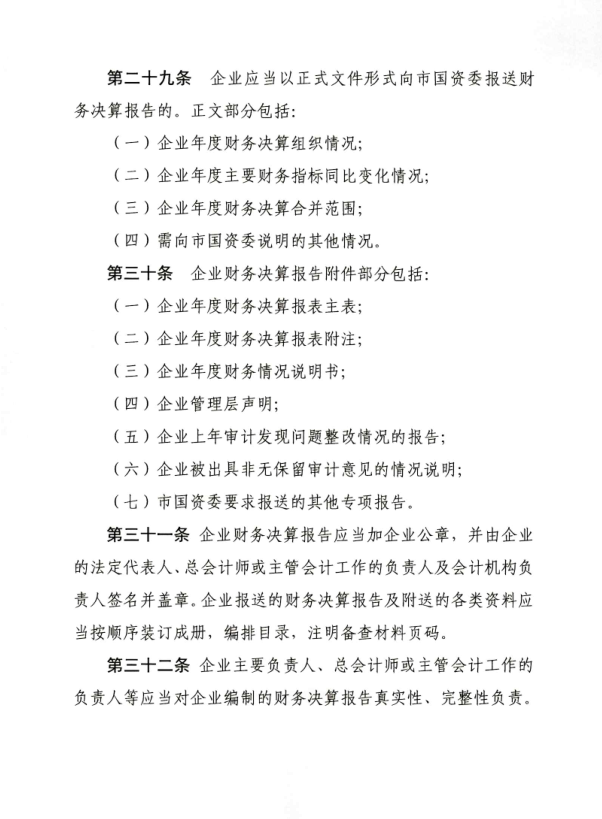 第二十九条 企业应当以正式文件形式向市国资委报送财
务决算报告的。正文部分包括：
（一）企业年度财务决算组织情况；
（二）企业年度主要财务指标同比变化情况；
（三）企业年度财务决算合并范围；
（四）需向市国资委说明的其他情况。
第三十条 企业财务决算报告附件部分包括：
（一）企业年度财务决算报表主表；
（二）企业年度财务决算报表附注；
（三）企业年度财务情况说明书；
（四）企业管理层声明；
（五）企业上年审计发现问题整改情况的报告；
（六）企业被出具非无保留审计意见的情况说明；
（七）市国资委要求报送的其他专项报告。
第三十一条 企业财务决算报告应当加企业公章，并由企业
的法定代表人、总会计师或主管会计工作的负责人及会计机构负
责人签名并盖章。企业报送的财务决算报告及附送的各类资料应
当按顺序装订成册，编排目录，注明备查材料页码。
第三十二条 企业主要负责人、总会计师或主管会计工作的
负责人等应当对企业编制的财务决算报告真实性、完整性负责。